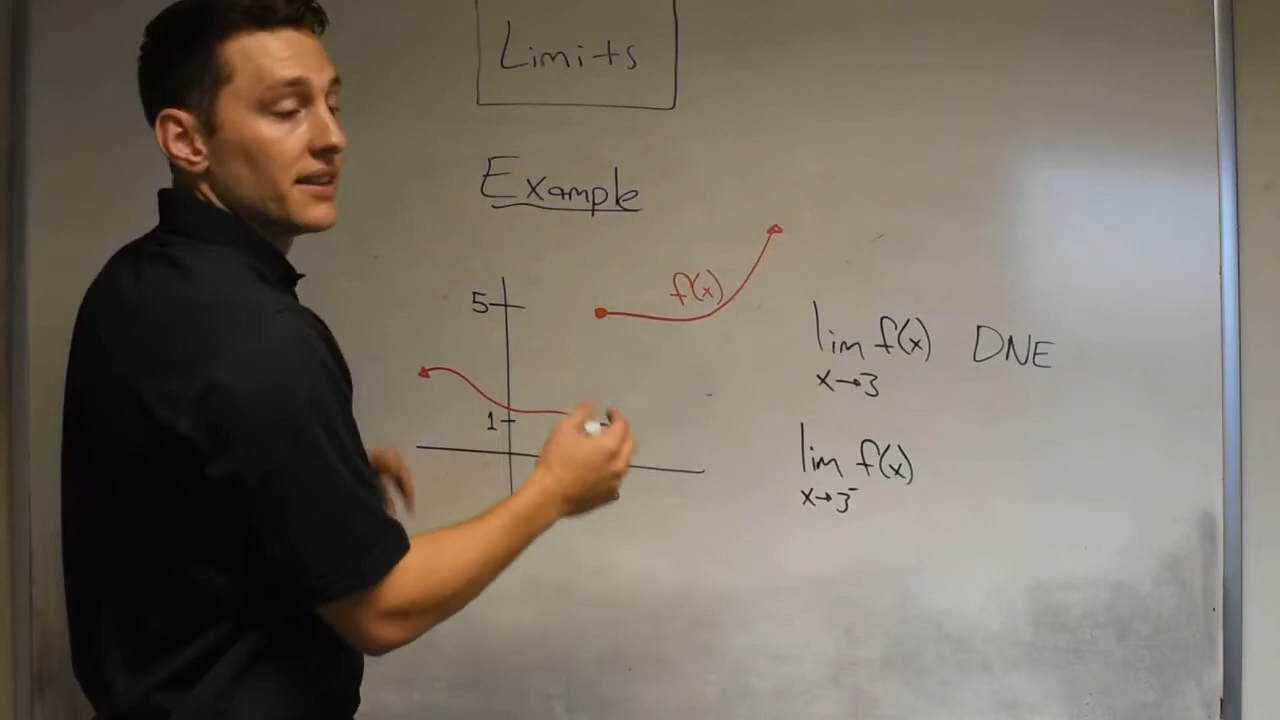 Limits
Example
f(x)
5
1
lim f(x) DNE
x→3
lim f(x)
x→3⁻